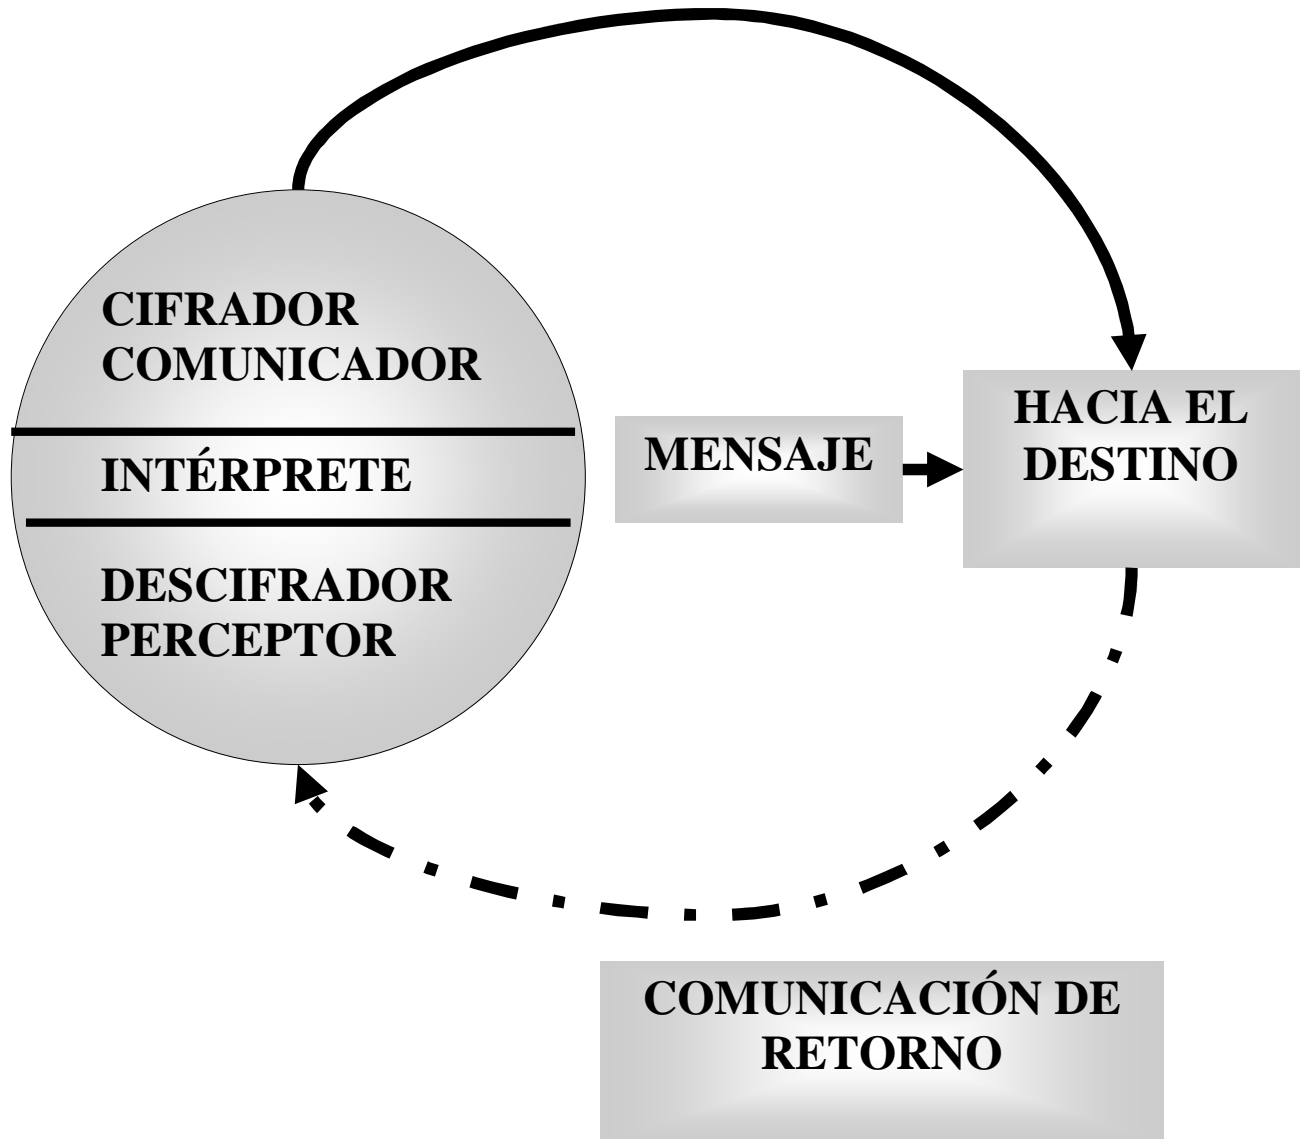 CIFRADOR
COMUNICADOR
INTÉRPRETE
DESCIFRADOR
PERCEPTOR
MENSAJE
HACIA EL
DESTINO
COMUNICACIÓN DE
RETORNO